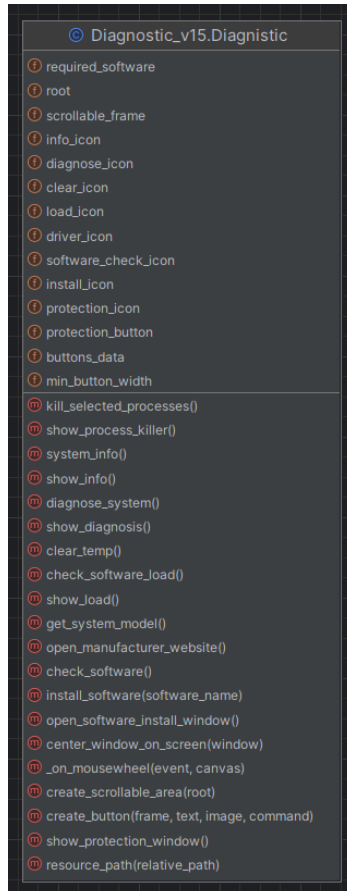 Diagnostic_v15.Diagnistic
required_software
root
scrollable_frame
info_icon
diagnose_icon
clear_icon
load_icon
driver_icon
software_check_icon
install_icon
protection_icon
protection_button
buttons_data
min_button_width
kill_selected_processes()
show_process_killer()
system_info()
show_info()
diagnose_system()
show_diagnosis()
clear_temp()
check_software_load()
show_load()
get_system_model()
open_manufacturer_website()
check_software()
install_software(software_name)
open_software_install_window()
center_window_on_screen(window)
_on_mousewheel(event, canvas)
create_scrollable_area(root)
create_button(frame, text, image, command)
show_protection_window()
resource_path(relative_path)